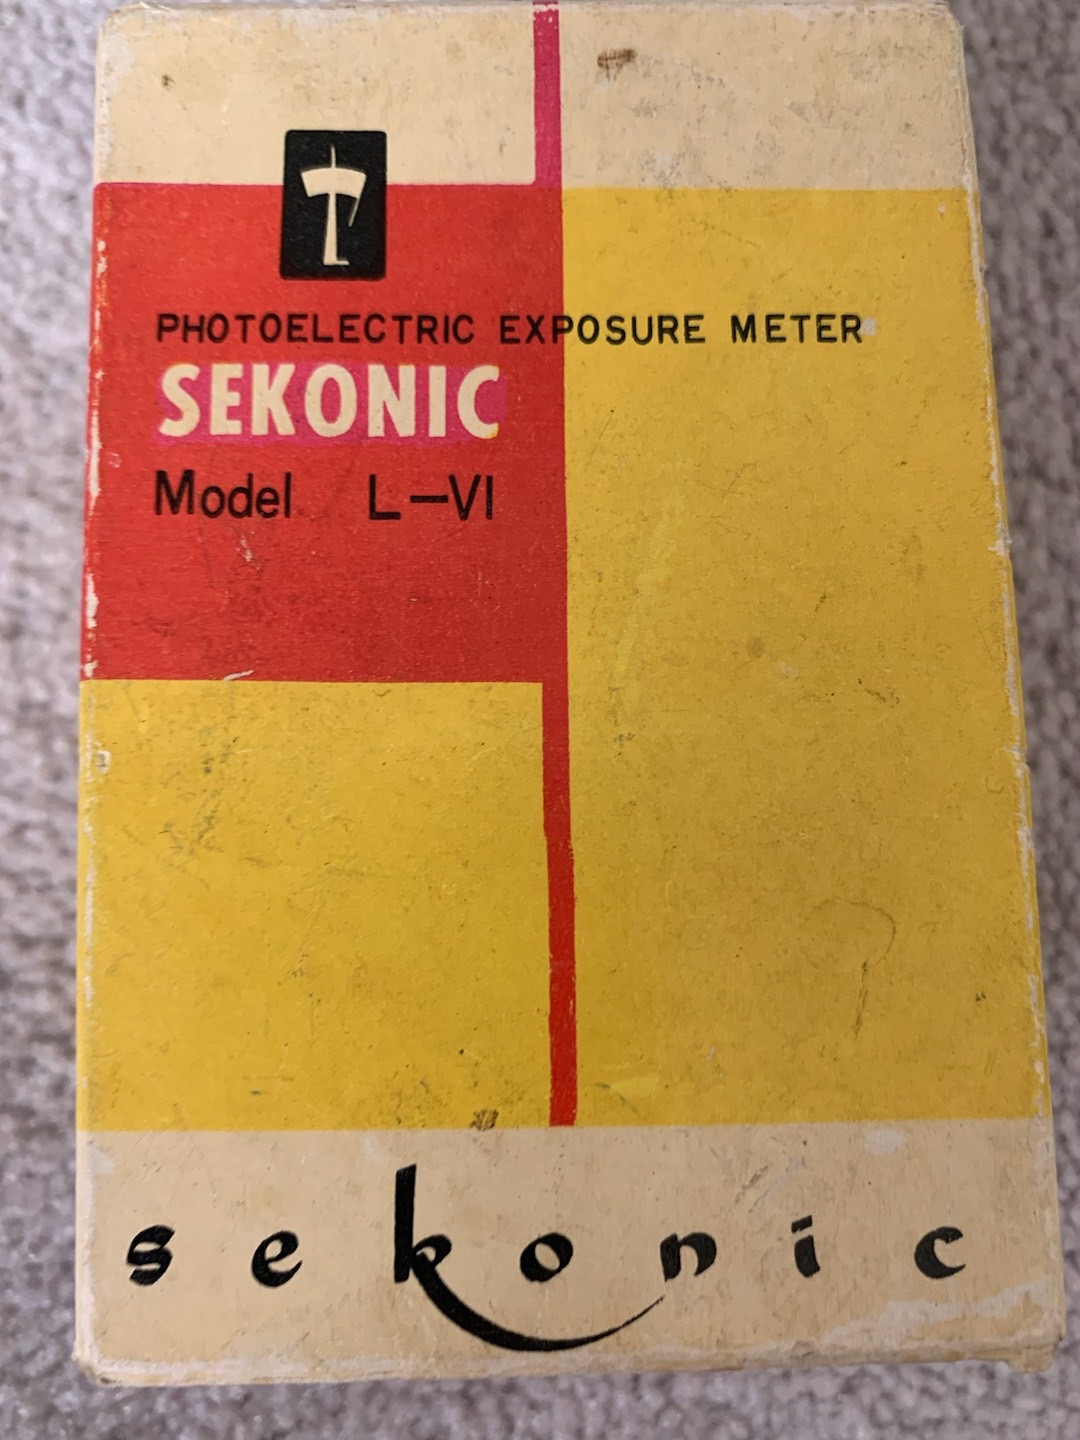 PHOTOELECTRIC EXPOSURE METER
SEKONIC
Model L-VI
sekonic